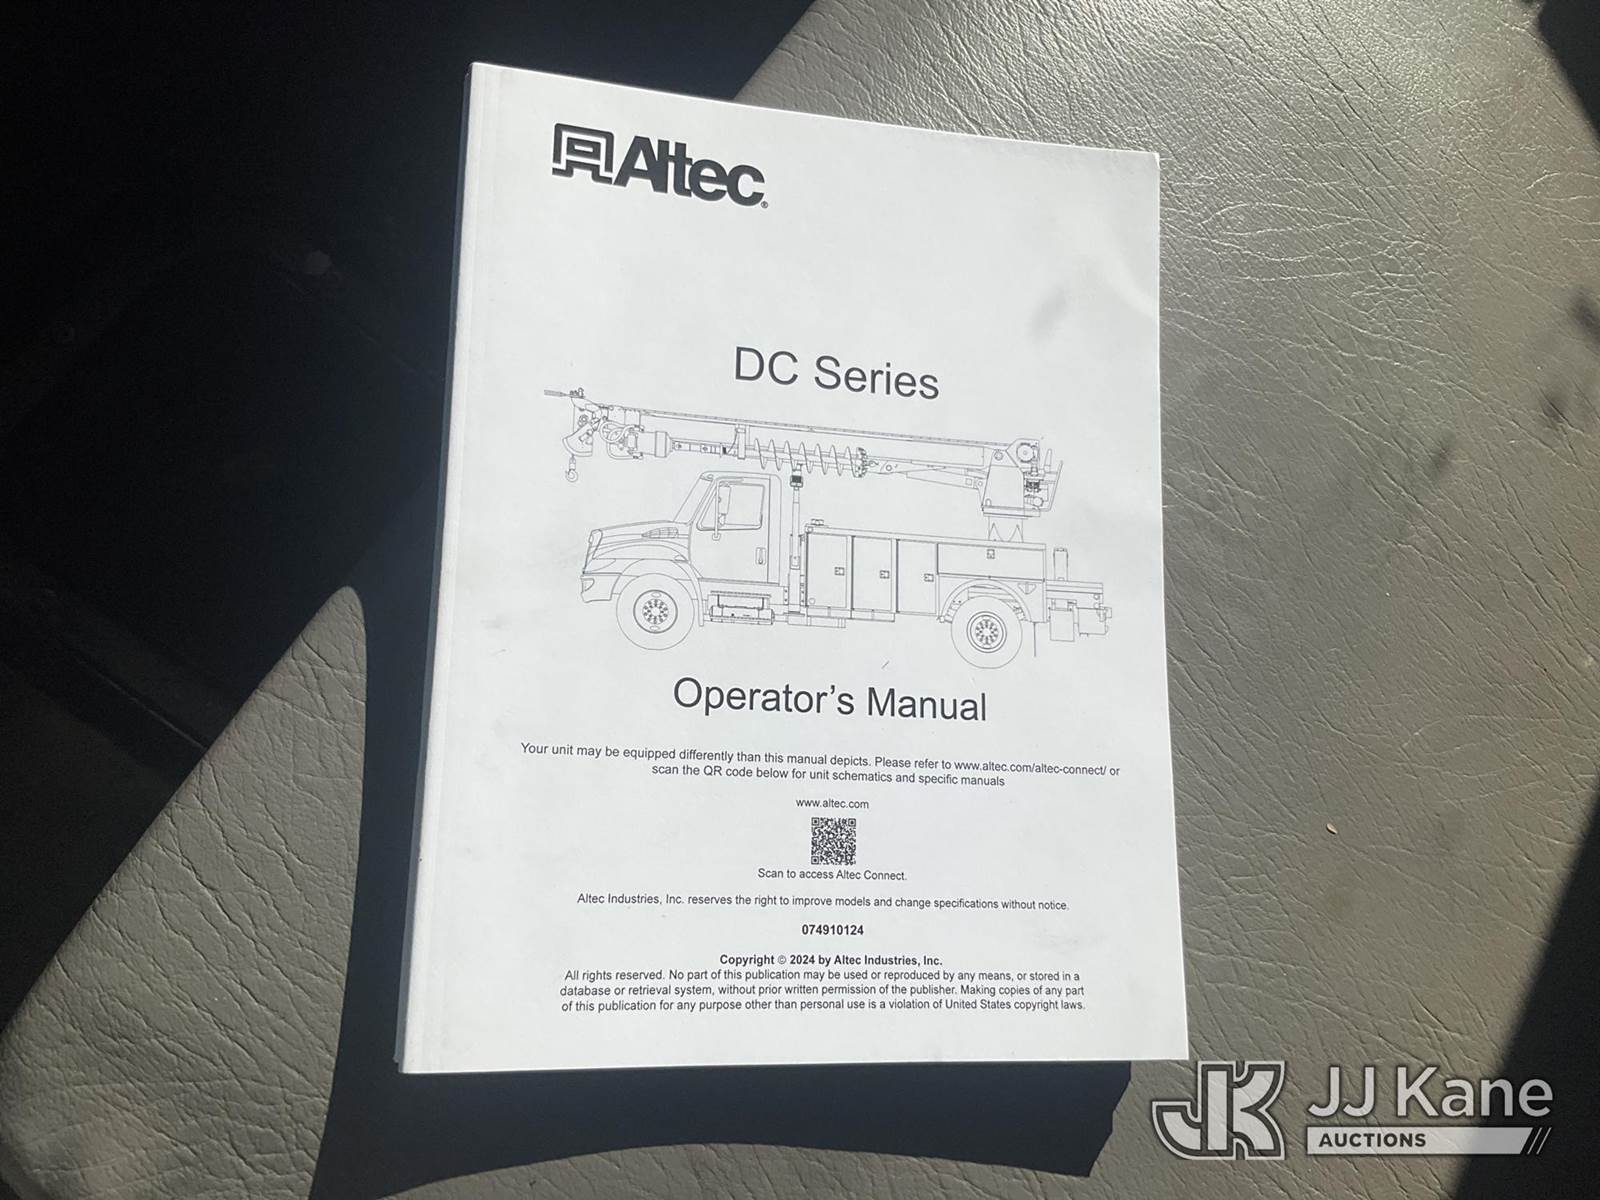 Altec®
DC Series
Operator's Manual
Your unit may be equipped differently than this manual depicts. Please refer to www.altec.com/altec-connect/ or
scan the QR code below for unit schematics and specific manuals
www.altec.com
Scan to access Altec Connect.
Altec Industries, Inc. reserves the right to improve models and change specifications without notice.
074910124
Copyright © 2024 by Altec Industries, Inc.
All rights reserved. No part of this publication may be used or reproduced by any means, or stored in a
database or retrieval system, without prior written permission of the publisher. Making copies of any part
of this publication for any purpose other than personal use is a violation of United States copyright laws.
JK JJ Kane
AUCTIONS